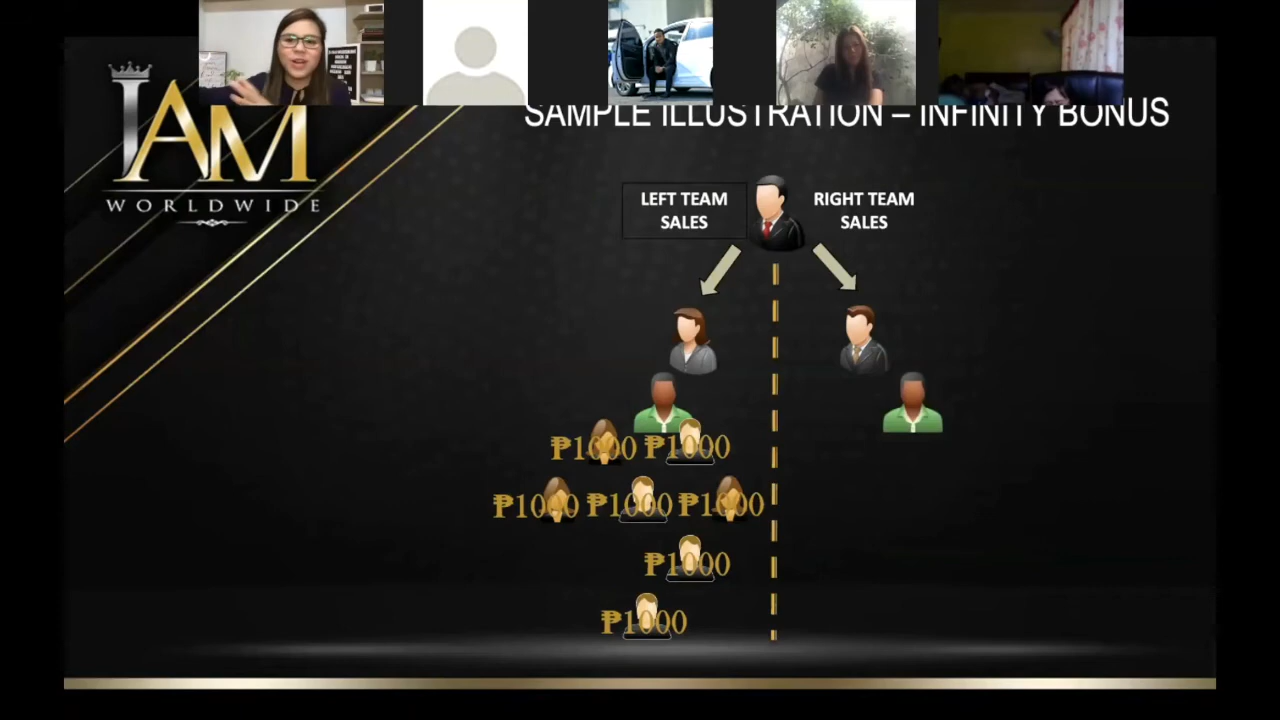 IAM
WORLDWIDE
SAMPLE ILLUSTRATION – INFINITY BONUS
LEFT TEAM
SALES
RIGHT TEAM
SALES
₱1000 ₱1000
₱1000 ₱1000 ₱1000
₱1000
₱1000